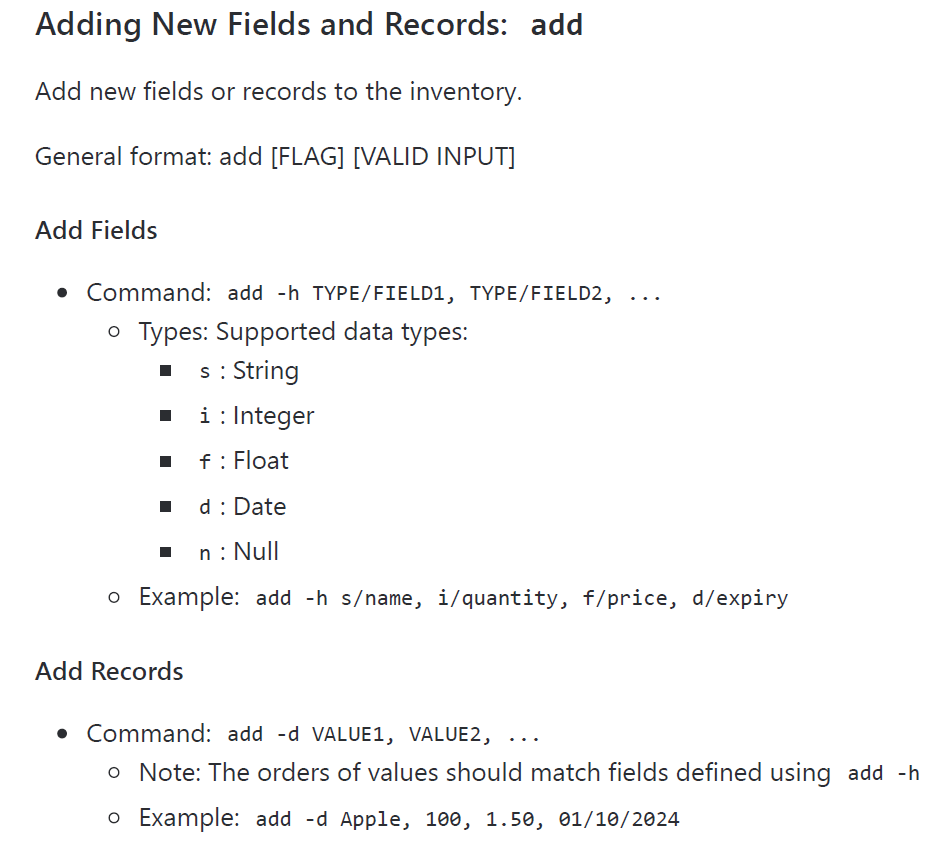 Adding New Fields and Records: add
Add new fields or records to the inventory.
General format: add [FLAG] [VALID INPUT]
Add Fields
Command: add -h TYPE/FIELD1, TYPE/FIELD2, ...
Types: Supported data types:
s : String
i : Integer
f : Float
d : Date
n : Null
Example: add -h s/name, i/quantity, f/price, d/expiry
Add Records
Command: add -d VALUE1, VALUE2, ...
Note: The orders of values should match fields defined using add -h
Example: add -d Apple, 100, 1.50, 01/10/2024